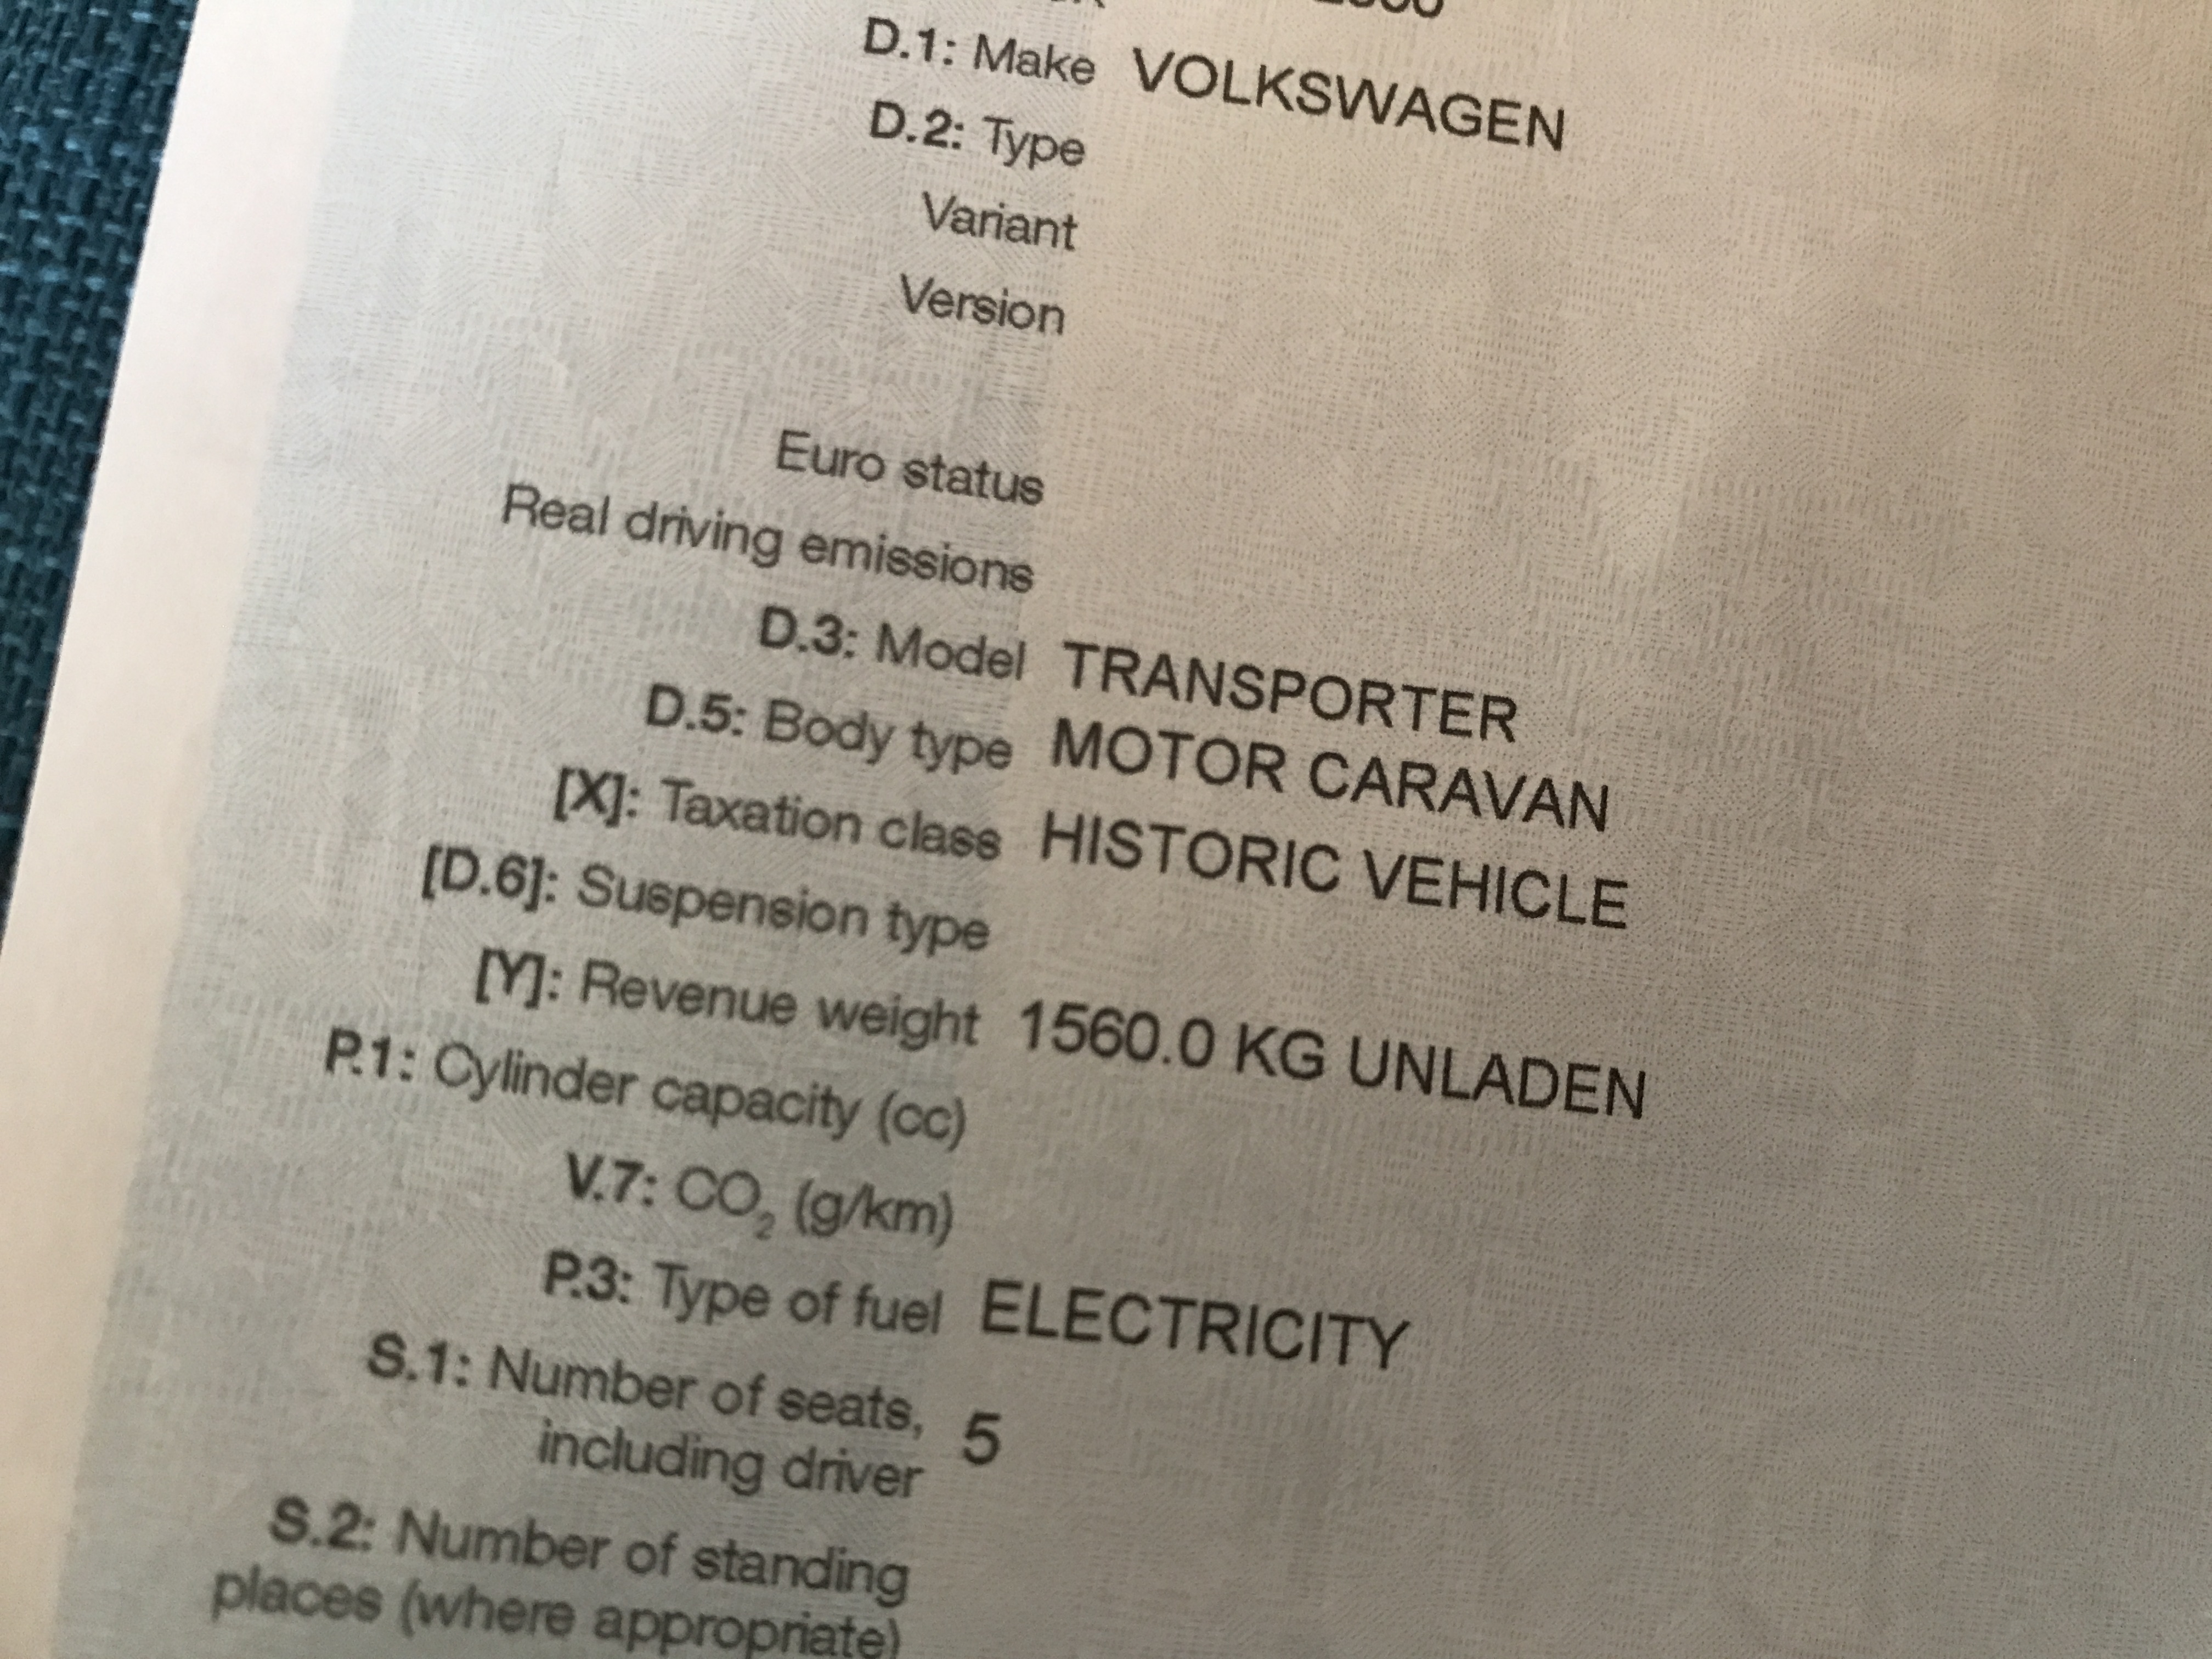 D.1: Make VOLKSWAGEN
D.2: Type
Variant
Version
Euro status
Real driving emissions
D.3: Model TRANSPORTER
D.5: Body type MOTOR CARAVAN
[X]: Taxation class HISTORIC VEHICLE
[D.6]: Suspension type
[Y]: Revenue weight 1560.0 KG UNLADEN
P.1: Cylinder capacity (cc)
V.7: CO₂ (g/km)
P.3: Type of fuel ELECTRICITY
S.1: Number of seats, 5
including driver
S.2: Number of standing
places (where appropriate)